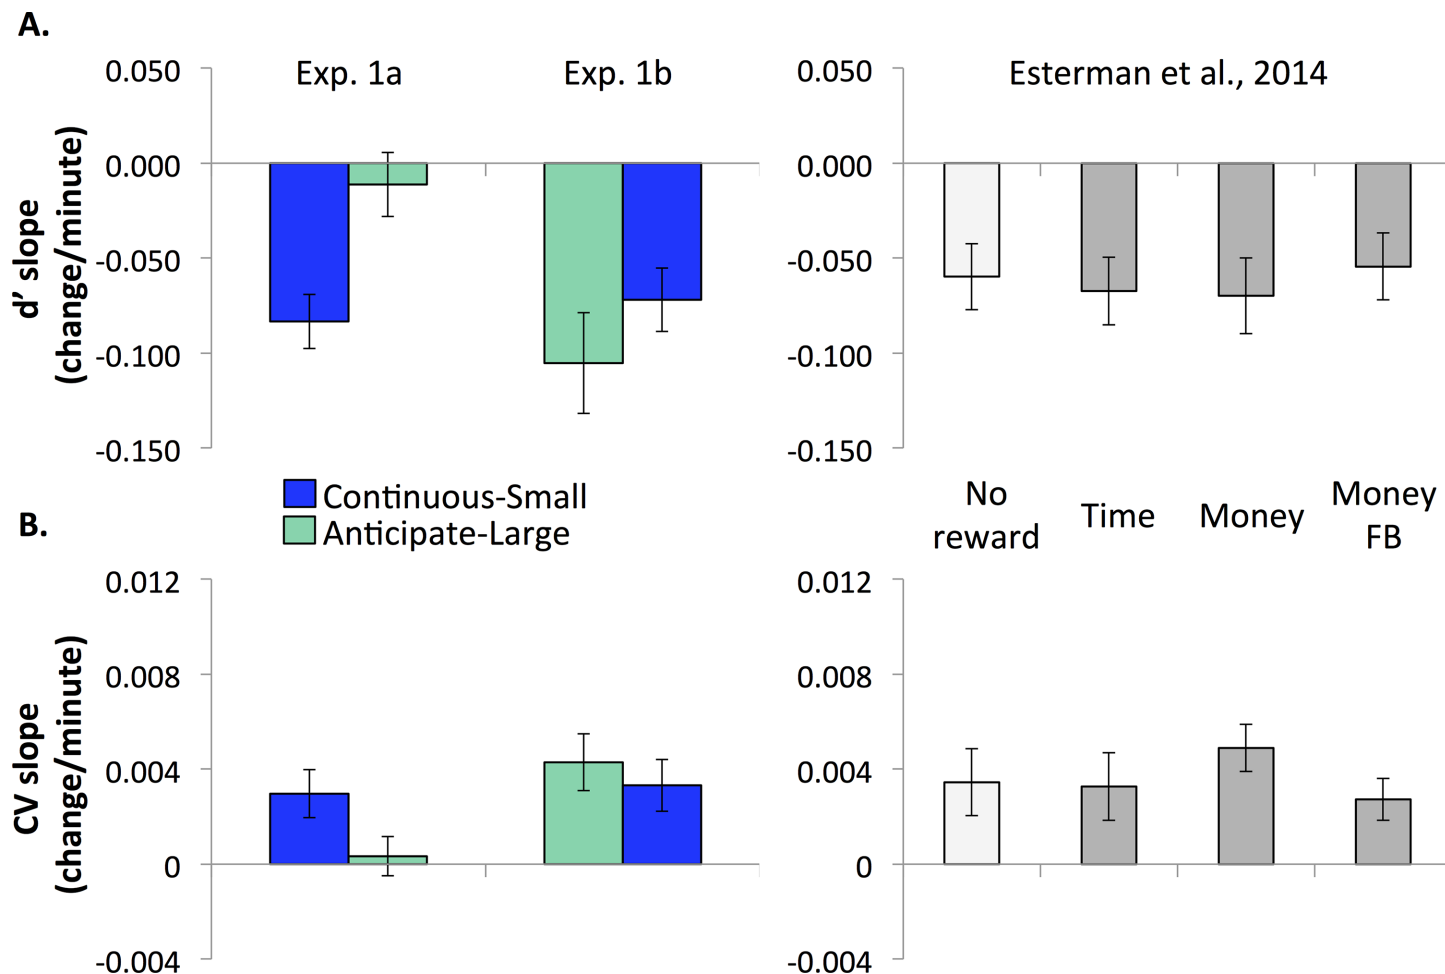 A.
Exp. 1a
Exp. 1b
Esterman et al., 2014
d’ slope
(change/minute)
0.050
0.000
-0.050
-0.100
-0.150
0.050
0.000
-0.050
-0.100
-0.150
Continuous-Small
Anticipate-Large
No
reward
Time
Money
Money
FB
B.
CV slope
(change/minute)
0.012
0.008
0.004
0
-0.004
0.012
0.008
0.004
0
-0.004